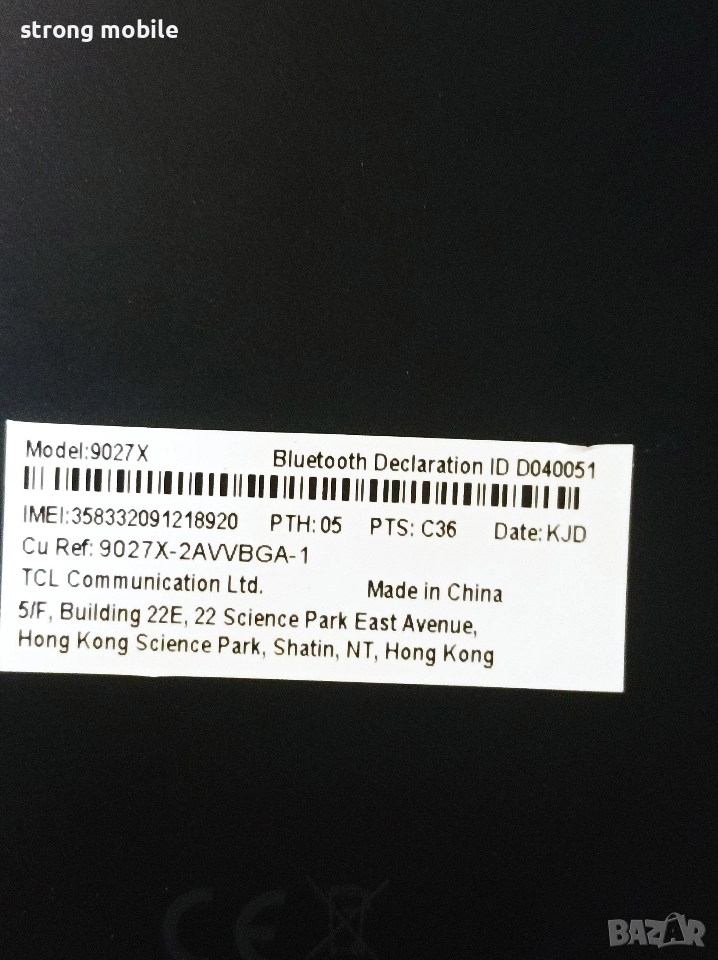 strong mobile
Model:9027X
Bluetooth Declaration ID D040051
IMEI:358332091218920 PTH: 05 PTS: C36 Date: KJD
Cu Ref: 9027X-2AVVBGA-1
TCL Communication Ltd. Made in China
5/F, Building 22E, 22 Science Park East Avenue,
Hong Kong Science Park, Shatin, NT, Hong Kong
CE
BAZAR